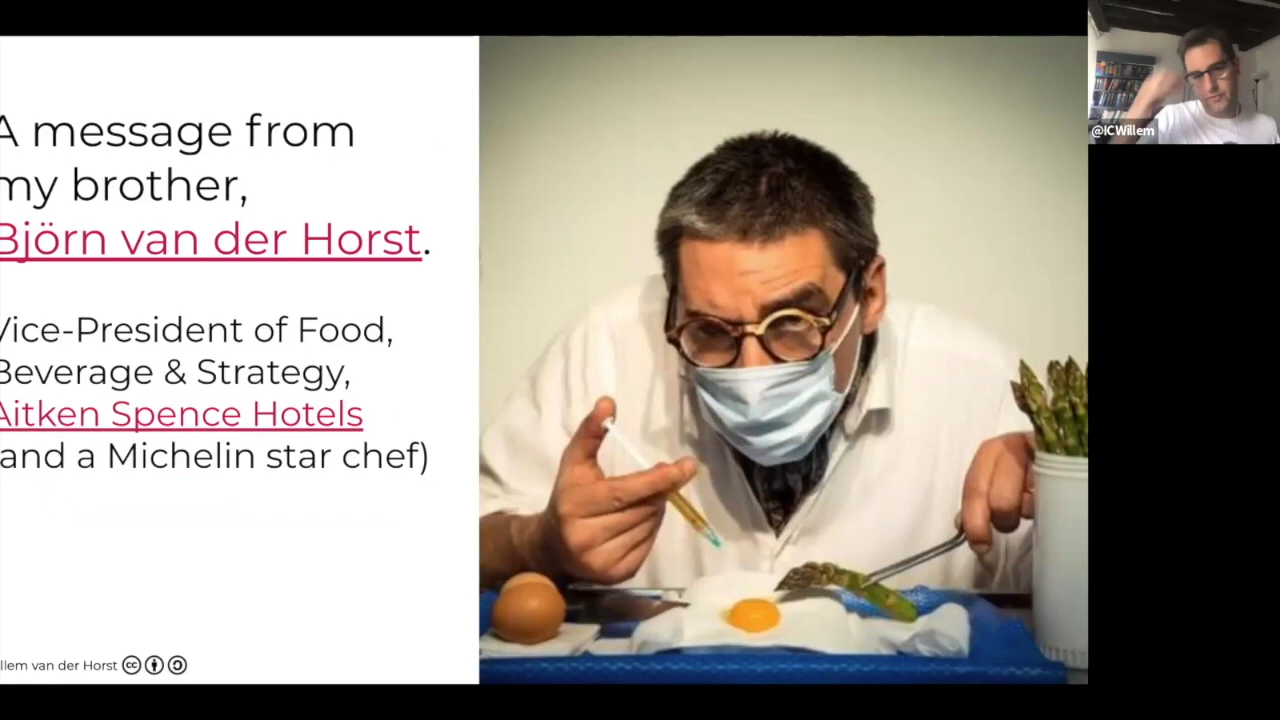 A message from
my brother,
Björn van der Horst.
Vice-President of Food,
Beverage & Strategy,
Aitken Spence Hotels
and a Michelin star chef)
llem van der Horst
@ICWillem